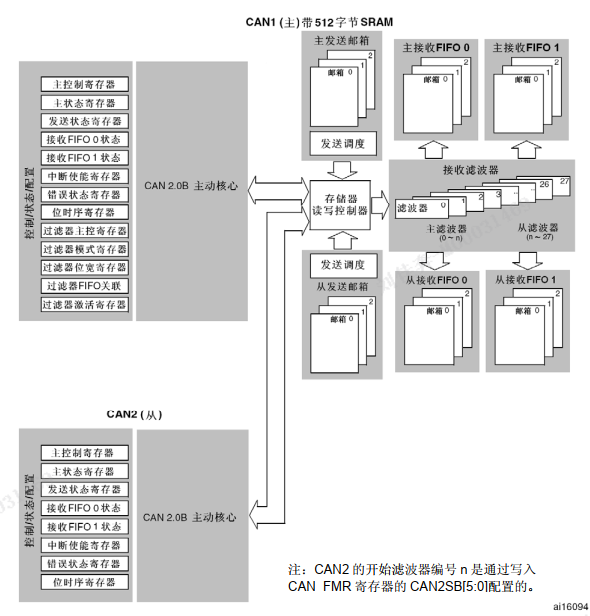 CAN1 (主) 带512字节SRAM
控制/状态/配置
主控制寄存器
主状态寄存器
发送状态寄存器
接收FIFO 0状态
接收FIFO 1状态
中断使能寄存器
错误状态寄存器
位时序寄存器
过滤器主控寄存器
过滤器模式寄存器
过滤器位宽寄存器
过滤器FIFO关联
过滤器激活寄存器
CAN 2.0B 主动核心
主发送邮箱
2
1
邮箱 0
发送调度
存储器
读写控制器
发送调度
从发送邮箱
2
1
邮箱 0
主接收FIFO 0
2
1
邮箱 0
主接收FIFO 1
2
1
邮箱 0
接收滤波器
滤波器 0
1
2
3
..
..
26
27
主滤波器
(0～n)
从滤波器
(n～27)
从接收FIFO 0
2
1
邮箱 0
从接收FIFO 1
2
1
邮箱 0
CAN2 (从)
控制/状态/配置
主控制寄存器
主状态寄存器
发送状态寄存器
接收FIFO 0状态
接收FIFO 1状态
中断使能寄存器
错误状态寄存器
位时序寄存器
CAN 2.0B 主动核心
注：CAN2 的开始滤波器编号 n 是通过写入
CAN_FMR 寄存器的 CAN2SB[5:0]配置的。
ai16094